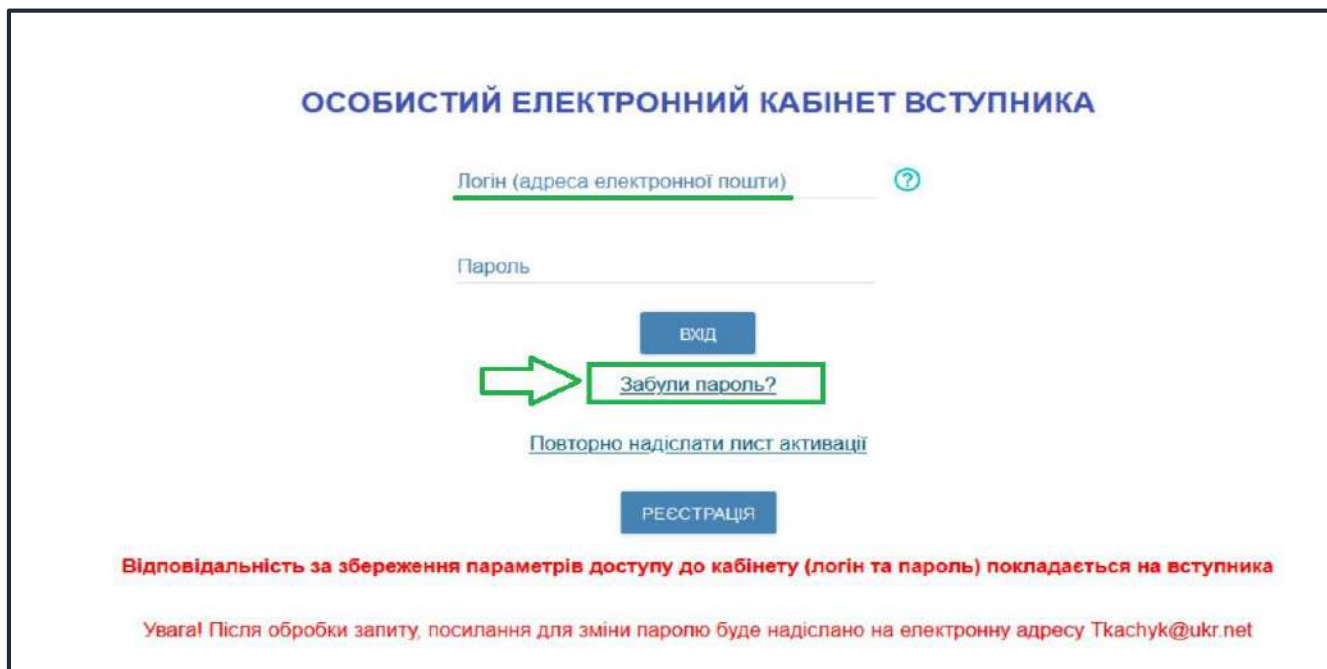 ОСОБИСТИЙ ЕЛЕКТРОННИЙ КАБІНЕТ ВСТУПНИКА
Логін (адреса електронної пошти) ?
Пароль
ВХІД
Забули пароль?
Повторно надіслати лист активації
РЕЄСТРАЦІЯ
Відповідальність за збереження параметрів доступу до кабінету (логін та пароль) покладається на вступника
Увага! Після обробки запиту, посилання для зміни паролю буде надіслано на електронну адресу Tkachyk@ukr.net